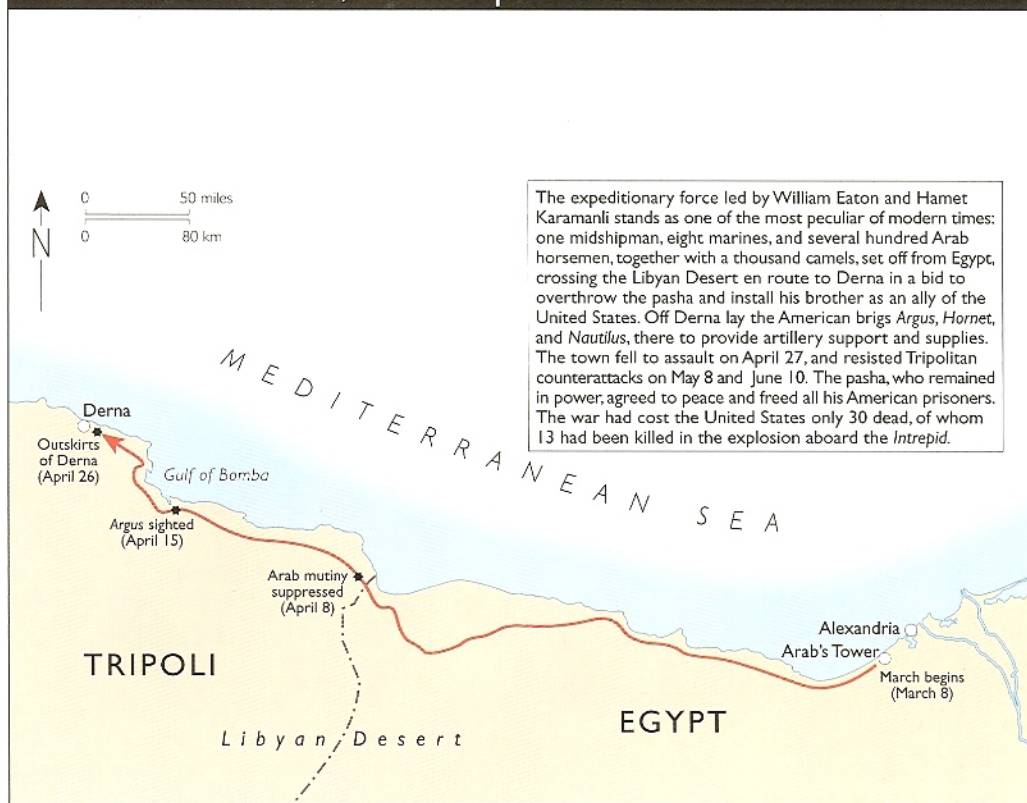 0 50 miles
0 80 km
N
The expeditionary force led by William Eaton and Hamet
Karamanli stands as one of the most peculiar of modern times:
one midshipman, eight marines, and several hundred Arab
horsemen, together with a thousand camels, set off from Egypt,
crossing the Libyan Desert en route to Derna in a bid to
overthrow the pasha and install his brother as an ally of the
United States. Off Derna lay the American brigs Argus, Hornet,
and Nautilus, there to provide artillery support and supplies.
The town fell to assault on April 27, and resisted Tripolitan
counterattacks on May 8 and June 10. The pasha, who remained
in power, agreed to peace and freed all his American prisoners.
The war had cost the United States only 30 dead, of whom
13 had been killed in the explosion aboard the Intrepid.
MEDITERRANEAN SEA
Derna
Outskirts
of Derna
(April 26)
Gulf of Bomba
Argus sighted
(April 15)
Arab mutiny
suppressed
(April 8)
Alexandria
Arab's Tower
March begins
(March 8)
TRIPOLI
EGYPT
Libyan Desert